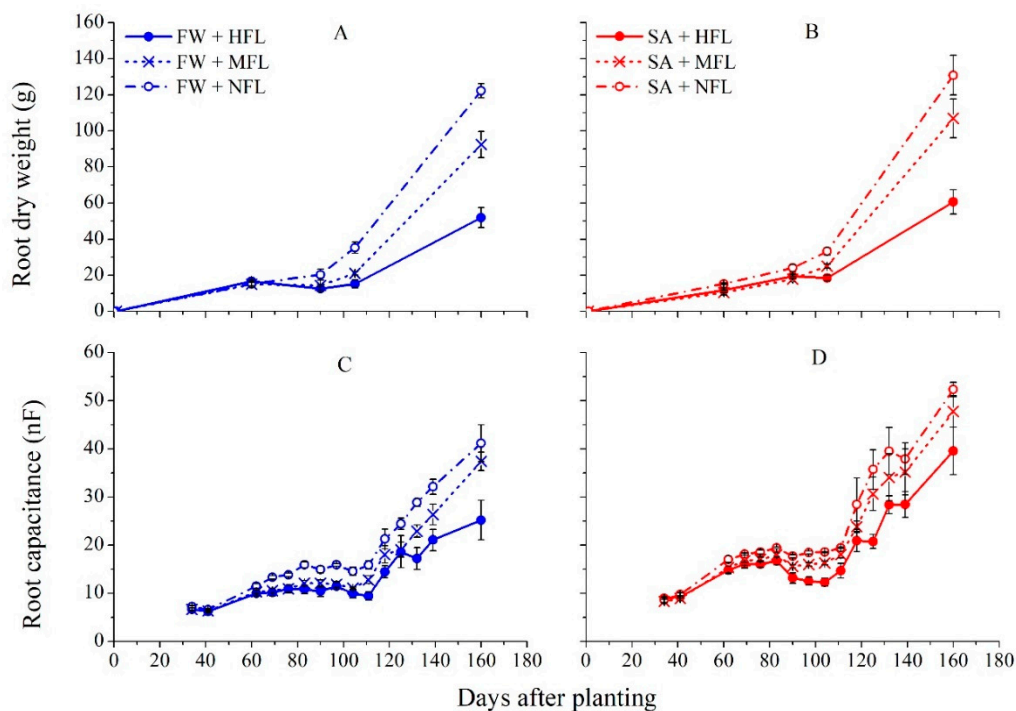 A
FW + HFL
FW + MFL
FW + NFL
Root dry weight (g)
160
140
120
100
80
60
40
20
0
B
SA + HFL
SA + MFL
SA + NFL
C
Root capacitance (nF)
60
50
40
30
20
10
0
0 20 40 60 80 100 120 140 160 180
D
0 20 40 60 80 100 120 140 160 180
Days after planting